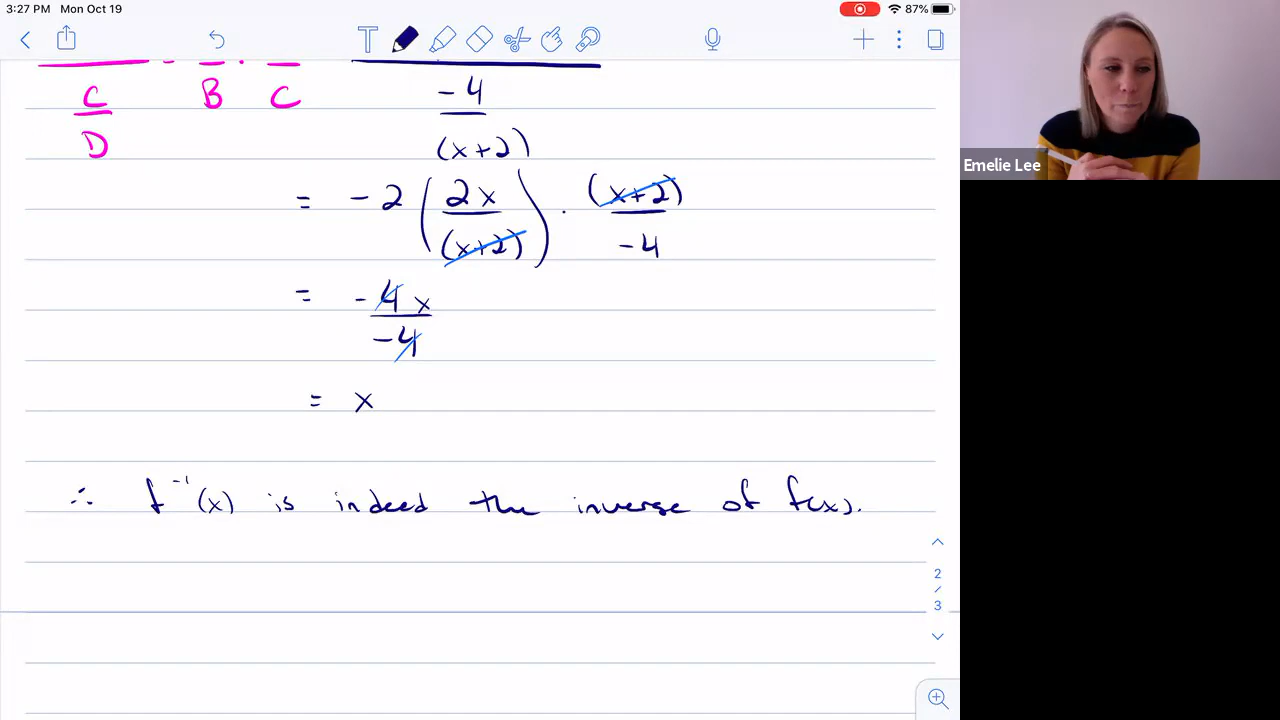 3:27 PM Mon Oct 19
87%
T
C
D
B C
-4
(x+2)
= -2 ( 2x / (x+2) ) · (x+2) / -4
= -4x / -4
= x
∴ f⁻¹(x) is indeed the inverse of f(x).
2
/
3
Emelie Lee